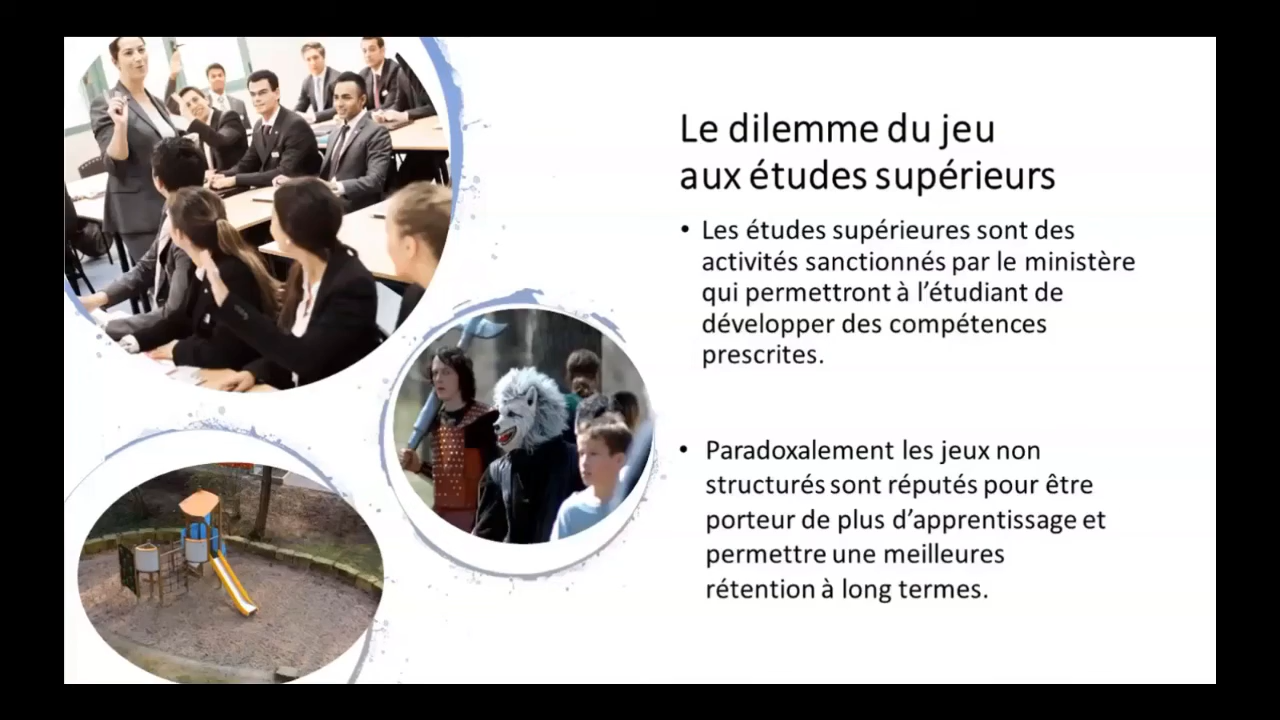 Le dilemme du jeu
aux études supérieurs
• Les études supérieures sont des
activités sanctionnés par le ministère
qui permettront à l’étudiant de
développer des compétences
prescrites.
• Paradoxalement les jeux non
structurés sont réputés pour être
porteur de plus d’apprentissage et
permettre une meilleures
rétention à long termes.